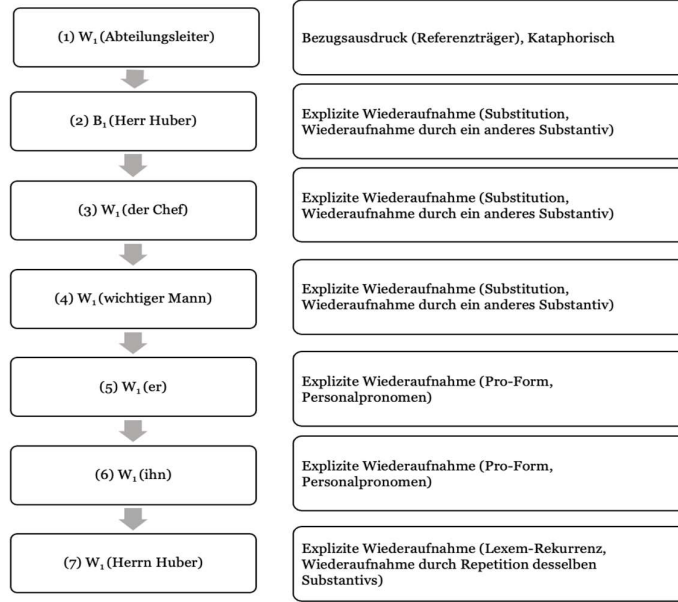 (1) W₁ (Abteilungsleiter)
Bezugsausdruck (Referenzträger), Kataphorisch
(2) B₁ (Herr Huber)
Explizite Wiederaufnahme (Substitution,
Wiederaufnahme durch ein anderes Substantiv)
(3) W₁ (der Chef)
Explizite Wiederaufnahme (Substitution,
Wiederaufnahme durch ein anderes Substantiv)
(4) W₁ (wichtiger Mann)
Explizite Wiederaufnahme (Substitution,
Wiederaufnahme durch ein anderes Substantiv)
(5) W₁ (er)
Explizite Wiederaufnahme (Pro-Form,
Personalpronomen)
(6) W₁ (ihn)
Explizite Wiederaufnahme (Pro-Form,
Personalpronomen)
(7) W₁ (Herrn Huber)
Explizite Wiederaufnahme (Lexem-Rekurrenz,
Wiederaufnahme durch Repetition desselben
Substantivs)